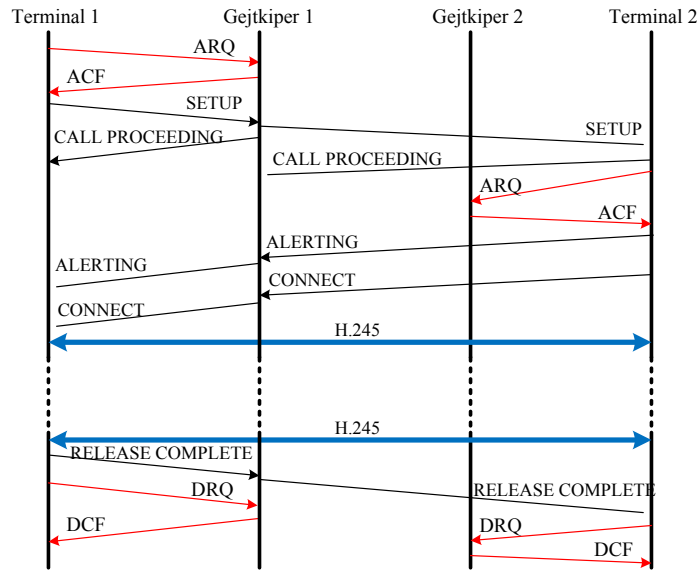 Terminal 1
Gejtkiper 1
Gejtkiper 2
Terminal 2
ARQ
ACF
SETUP
SETUP
CALL PROCEEDING
CALL PROCEEDING
ARQ
ACF
ALERTING
ALERTING
CONNECT
CONNECT
H.245
H.245
RELEASE COMPLETE
DRQ
RELEASE COMPLETE
DCF
DRQ
DCF